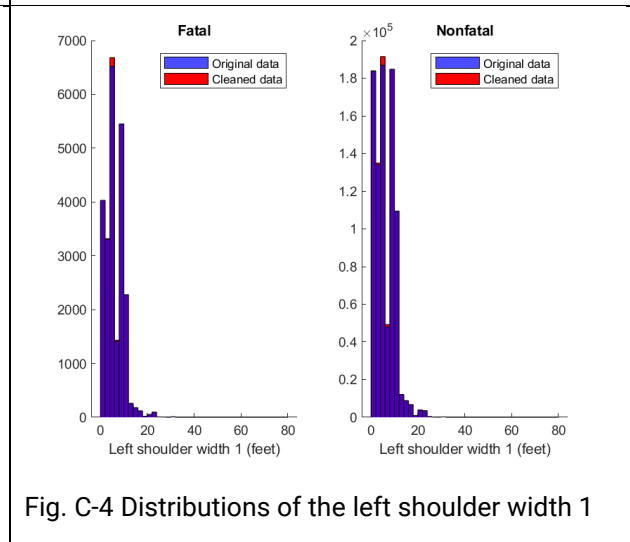 Fatal
7000
6000
5000
4000
3000
2000
1000
0
0 20 40 60 80
Left shoulder width 1 (feet)
Original data
Cleaned data
Nonfatal
×10^5
2
1.8
1.6
1.4
1.2
1
0.8
0.6
0.4
0.2
0
0 20 40 60 80
Left shoulder width 1 (feet)
Original data
Cleaned data
Fig. C-4 Distributions of the left shoulder width 1